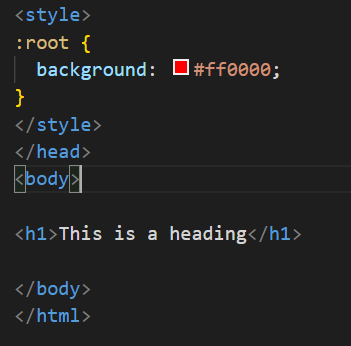 <style>
:root {
background: #ff0000;
}
</style>
</head>
<body>
<h1>This is a heading</h1>
</body>
</html>